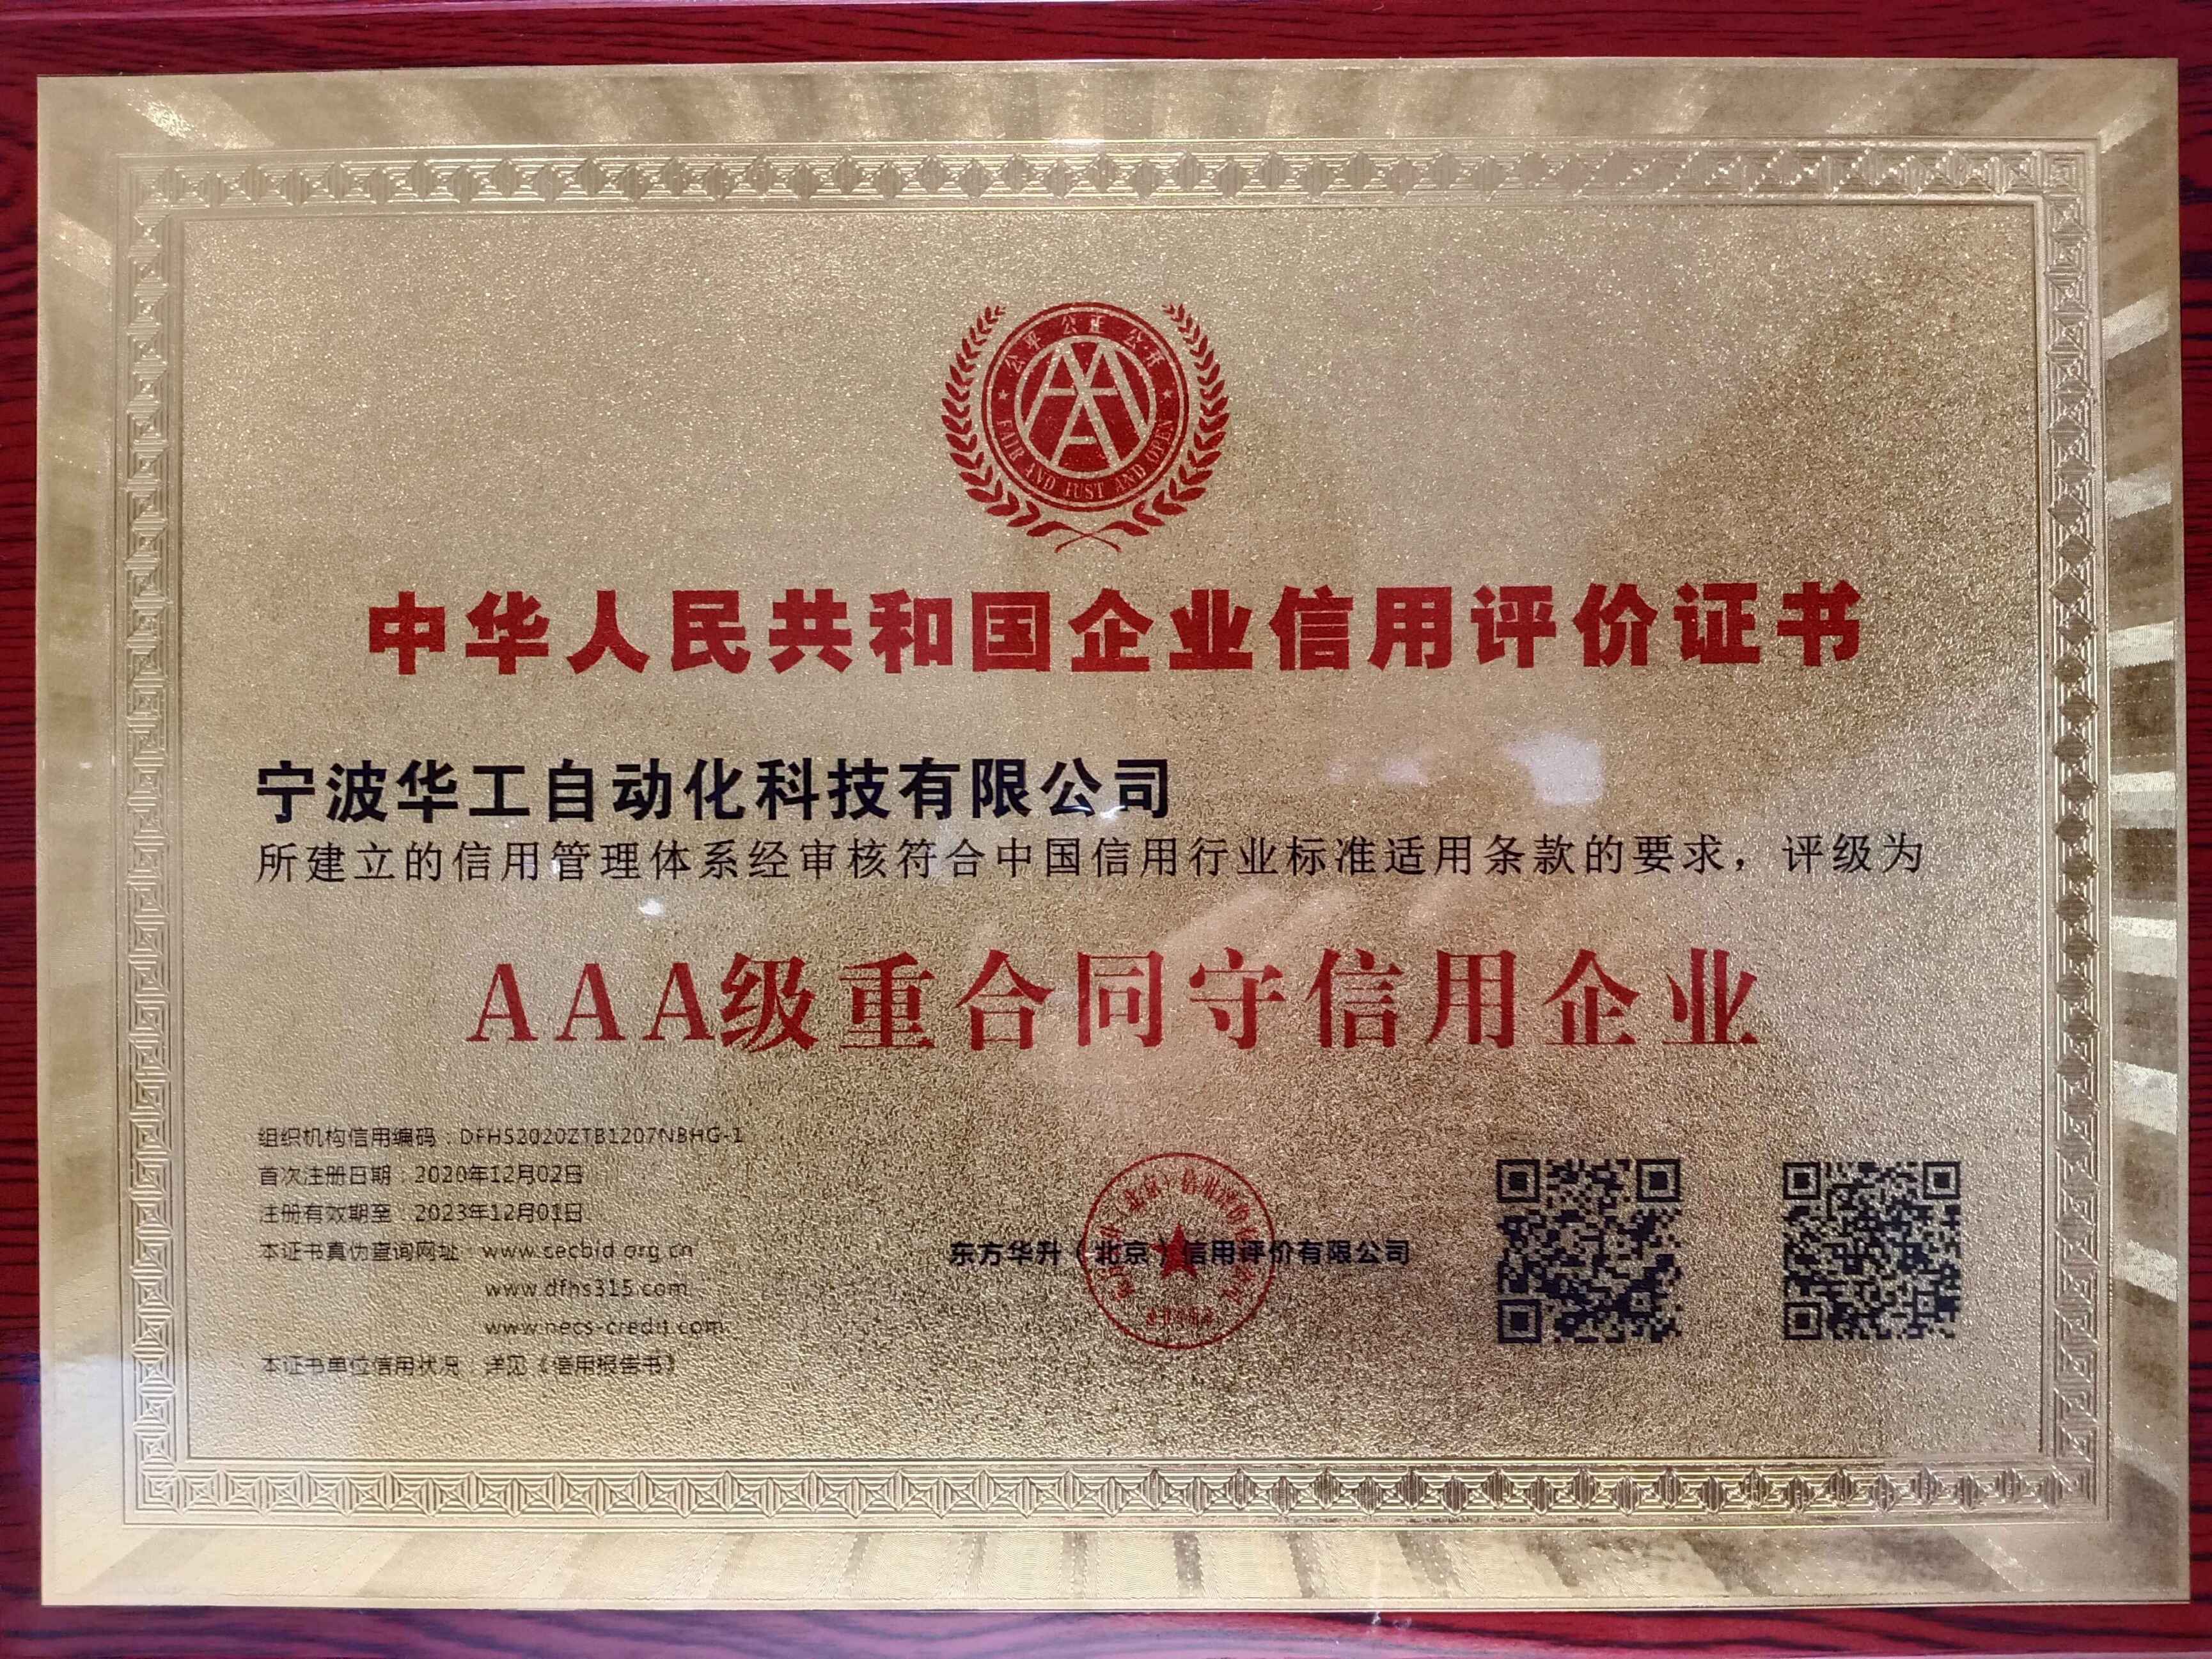 公平 公正 公开
AAA
FAIR AND JUST AND OPEN
中华人民共和国企业信用评价证书
宁波华工自动化科技有限公司
所建立的信用管理体系经审核符合中国信用行业标准适用条款的要求，评级为
AAA级重合同守信用企业
组织机构信用编码：DFHS2020ZTB1207NBHG-1
首次注册日期：2020年12月02日
注册有效期至：2023年12月01日
本证书真伪查询网址：www.cecbid.org.cn
www.dfhs315.com
www.necs-credit.com
本证书单位信用状况 详见《信用报告书》
东方华升（北京）信用评价有限公司